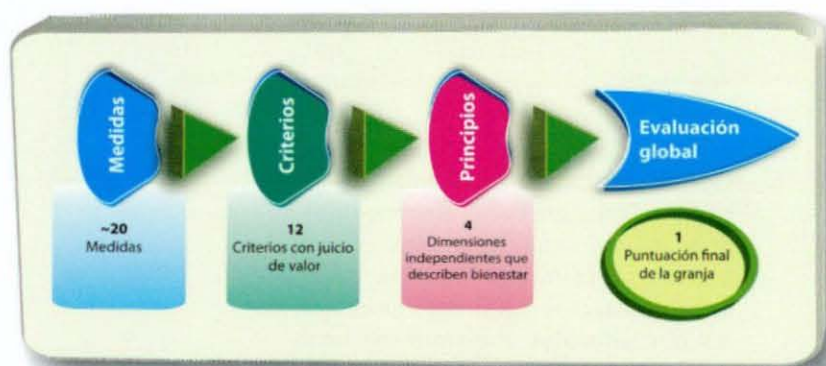 Medidas
Criterios
Principios
Evaluación
global
~20
Medidas
12
Criterios con juicio
de valor
4
Dimensiones
independientes que
describen bienestar
1
Puntuación final
de la granja